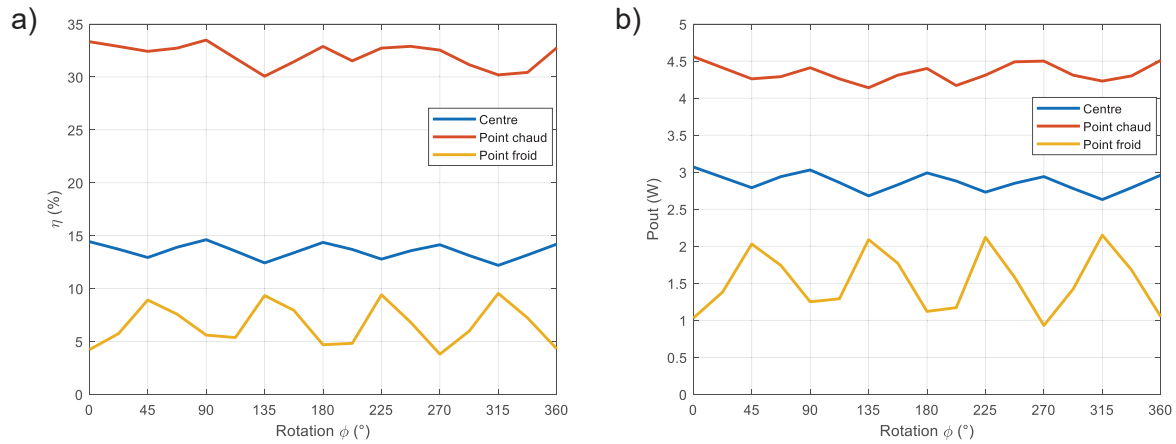 a)
35
30
25
20
15
10
5
0
η (%)
0 45 90 135 180 225 270 315 360
Rotation ϕ (°)
Centre
Point chaud
Point froid
b)
5
4.5
4
3.5
3
2.5
2
1.5
1
0.5
0
Pout (W)
0 45 90 135 180 225 270 315 360
Rotation ϕ (°)
Centre
Point chaud
Point froid